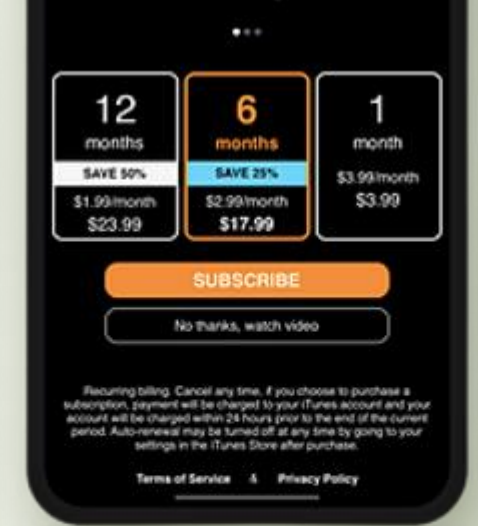 12
months
SAVE 50%
$1.99/month
$23.99
6
months
SAVE 25%
$2.99/month
$17.99
1
month
$3.99/month
$3.99
SUBSCRIBE
No thanks, watch video
Recurring billing. Cancel any time, if you choose to purchase a
subscription, payment will be charged to your iTunes account and your
account will be charged within 24 hours prior to the end of the current
period. Auto-renewal may be turned off at any time by going to your
settings in the iTunes Store after purchase.
Terms of Service & Privacy Policy